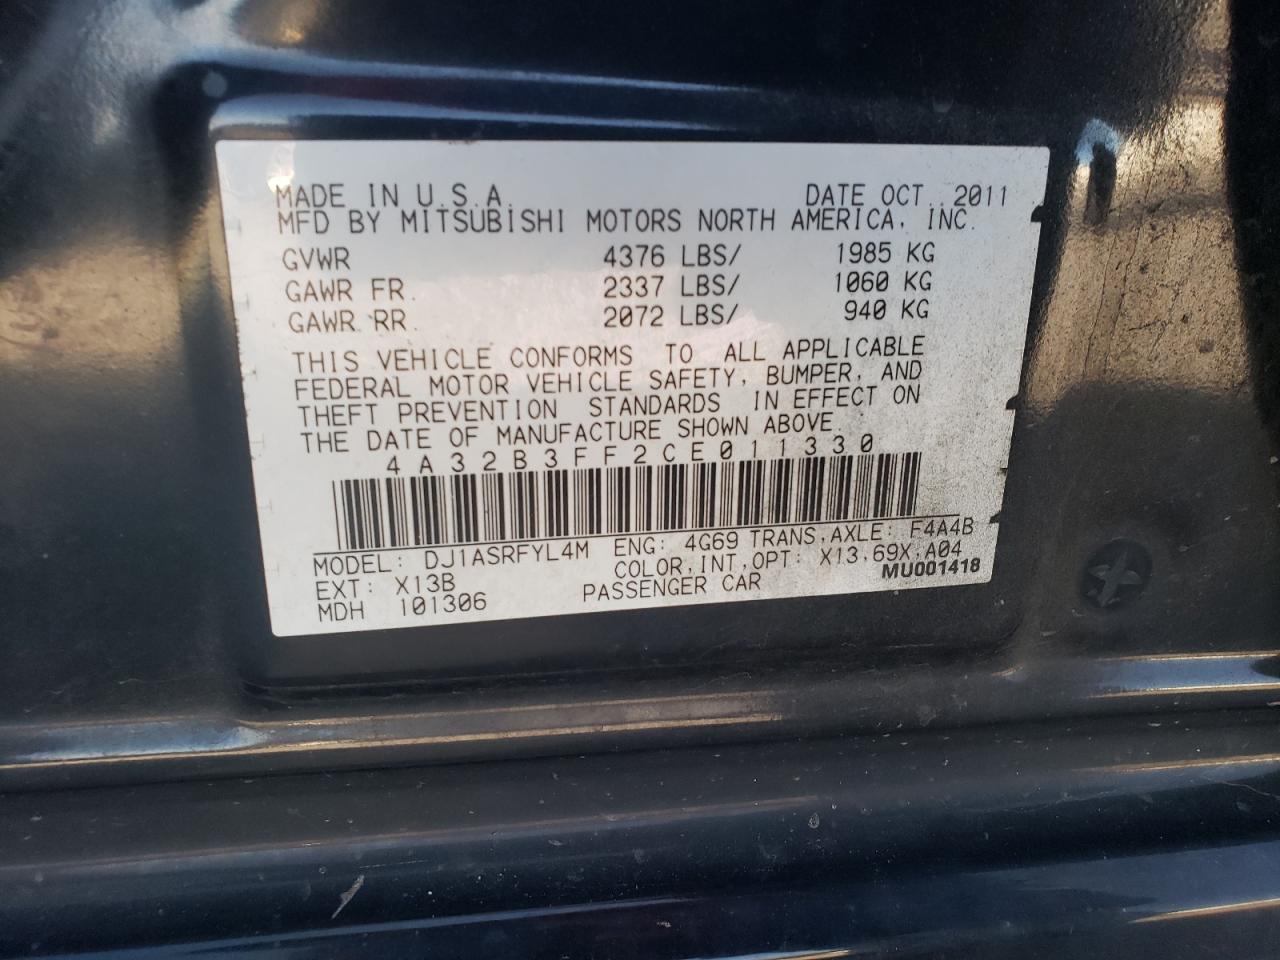 MADE IN U.S.A. DATE OCT. 2011
MFD BY MITSUBISHI MOTORS NORTH AMERICA, INC.
GVWR 4376 LBS/ 1985 KG
GAWR FR. 2337 LBS/ 1060 KG
GAWR RR. 2072 LBS/ 940 KG
THIS VEHICLE CONFORMS TO ALL APPLICABLE
FEDERAL MOTOR VEHICLE SAFETY, BUMPER, AND
THEFT PREVENTION STANDARDS IN EFFECT ON
THE DATE OF MANUFACTURE SHOWN ABOVE.
4A32B3FF2CE011330
MODEL: DJ1ASRFYL4M ENG: 4G69 TRANS,AXLE: F4A4B
EXT: X13B COLOR,INT,OPT: X13,69X,A04
MDH 101306 PASSENGER CAR MU001418